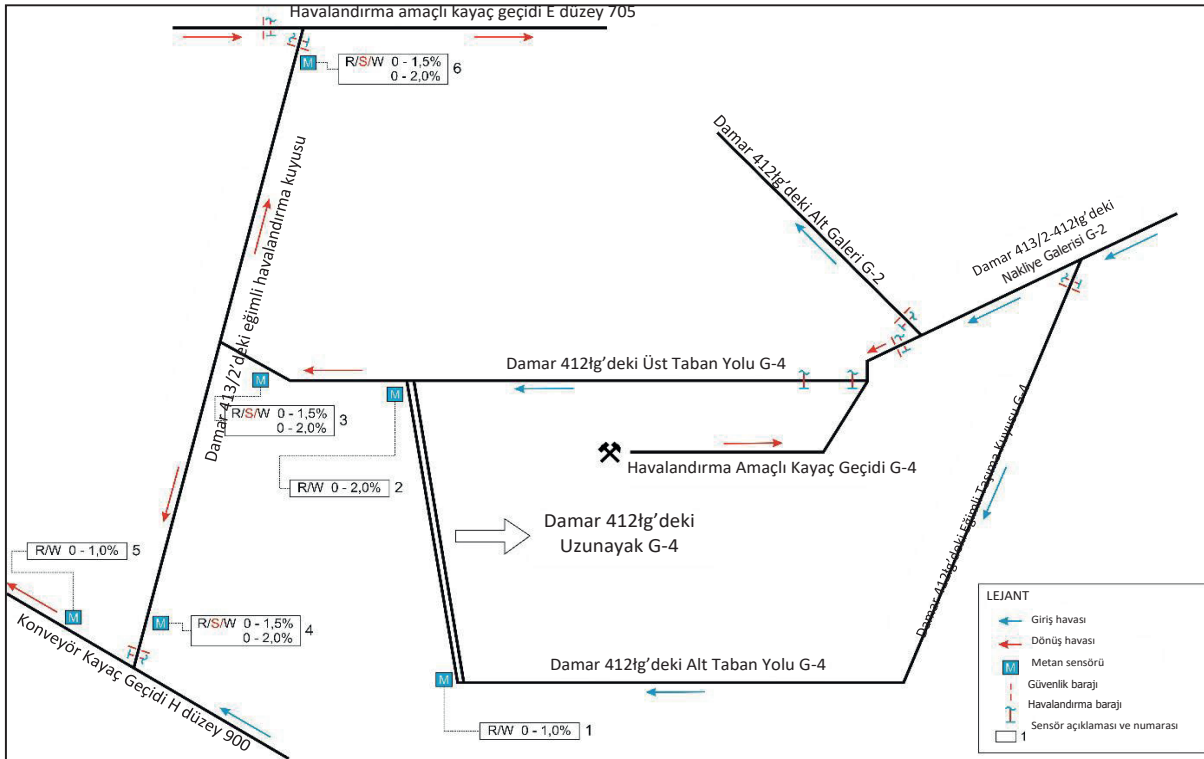 Havalandırma amaçlı kayaç geçidi E düzey 705
M
R/S/W 0 - 1,5%
0 - 2,0%
6
Damar 412łg'deki Alt Galeri G-2
Damar 413/2-412łg'deki
Nakliye Galerisi G-2
Damar 413/2'deki eğimli havalandırma kuyusu
Damar 412łg'deki Üst Taban Yolu G-4
M
M
R/S/W 0 - 1,5%
0 - 2,0%
3
Havalandırma Amaçlı Kayaç Geçidi G-4
R/W 0 - 2,0%
2
Damar 412łg'deki
Uzunayak G-4
Damar 412łg'deki Eğimli Taşıma Kuyusu G-4
R/W 0 - 1,0%
5
M
M
R/S/W 0 - 1,5%
0 - 2,0%
4
Konveyör Kayaç Geçidi H düzey 900
Damar 412łg'deki Alt Taban Yolu G-4
M
R/W 0 - 1,0%
1
LEJANT
Giriş havası
Dönüş havası
M
Metan sensörü
Güvenlik barajı
Havalandırma barajı
Sensör açıklaması ve numarası
1